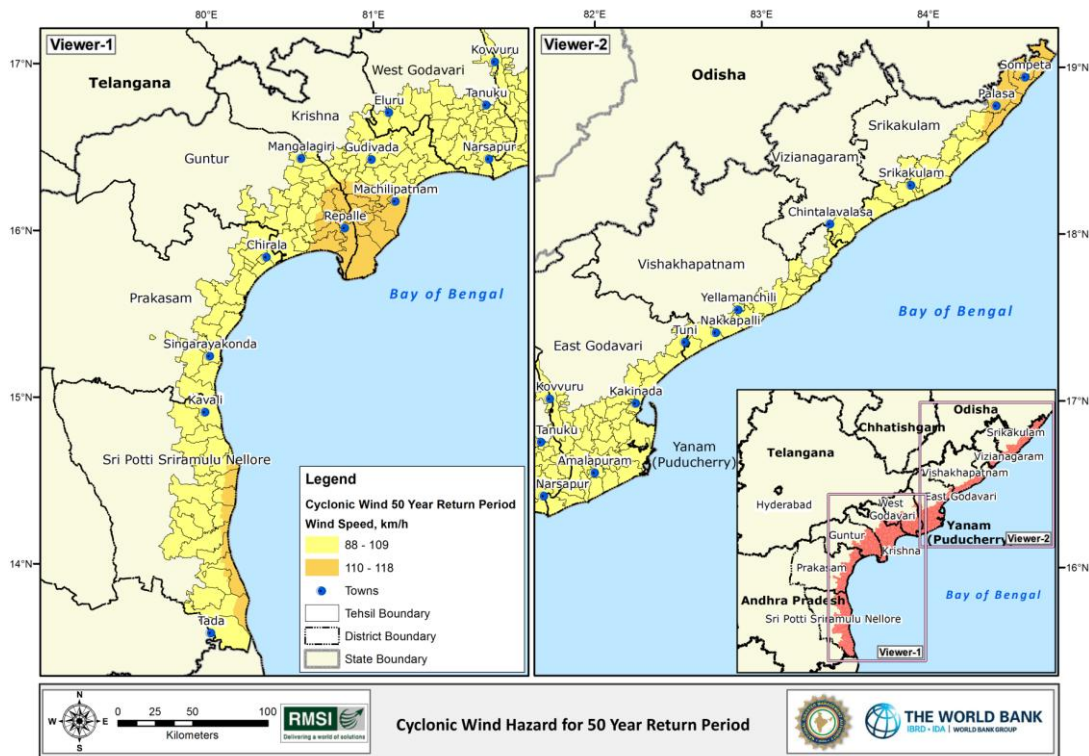 80°E
81°E
82°E
83°E
84°E
Viewer-1
Kovvuru
17°N
Telangana
West Godavari
Tanuku
Eluru
Krishna
Mangalagiri
Gudivada
Narsapur
Guntur
Machilipatnam
Repalle
16°N
Chirala
Bay of Bengal
Prakasam
Singarayakonda
15°N
Kavali
Sri Potti Sriramulu Nellore
14°N
Tada
Legend
Cyclonic Wind 50 Year Return Period
Wind Speed, km/h
88 - 109
110 - 118
Towns
Tehsil Boundary
District Boundary
State Boundary
Viewer-2
19°N
Sompeta
Odisha
Palasa
Srikakulam
Vizianagaram
Srikakulam
Chintalavalasa
18°N
Vishakhapatnam
Yellamanchili
Nakkapalli
Tuni
Bay of Bengal
East Godavari
Kovvuru
Kakinada
17°N
Tanuku
Yanam
(Puducherry)
Amalapuram
Narsapur
16°N
Odisha
Chhatishgarh
Srikakulam
Telangana
Vizianagaram
Vishakhapatnam
East Godavari
Hyderabad
West
Godavari
Yanam
(Puducherry)
Viewer-2
Guntur
Krishna
Prakasam
Andhra Pradesh
Bay of Bengal
Sri Potti Sriramulu Nellore
Viewer-1
N
W E
S
0 25 50 100
Kilometers
RMSI
Delivering a world of solutions
Cyclonic Wind Hazard for 50 Year Return Period
THE WORLD BANK
IBRD • IDA | WORLD BANK GROUP